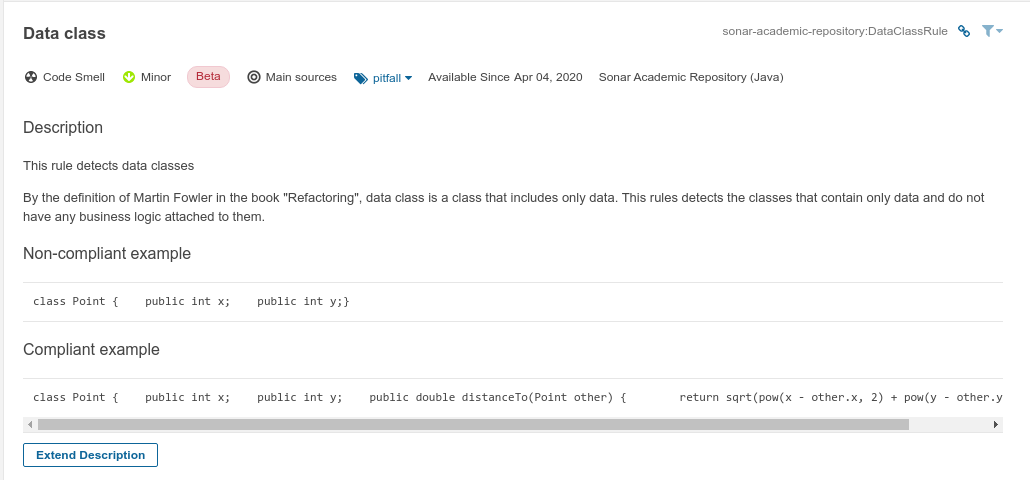 Data class
sonar-academic-repository:DataClassRule
Code Smell Minor Beta Main sources pitfall Available Since Apr 04, 2020 Sonar Academic Repository (Java)
Description
This rule detects data classes
By the definition of Martin Fowler in the book "Refactoring", data class is a class that includes only data. This rules detects the classes that contain only data and do not
have any business logic attached to them.
Non-compliant example
class Point {    public int x;    public int y;}
Compliant example
class Point {    public int x;    public int y;    public double distanceTo(Point other) {        return sqrt(pow(x - other.x, 2) + pow(y - other.y
Extend Description